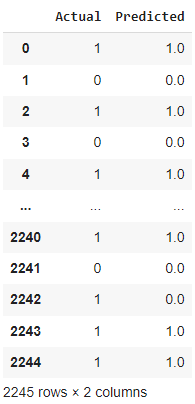 Actual Predicted
0 1 1.0
1 0 0.0
2 1 1.0
3 0 0.0
4 1 1.0
... ... ...
2240 1 1.0
2241 0 0.0
2242 1 0.0
2243 1 1.0
2244 1 1.0
2245 rows × 2 columns